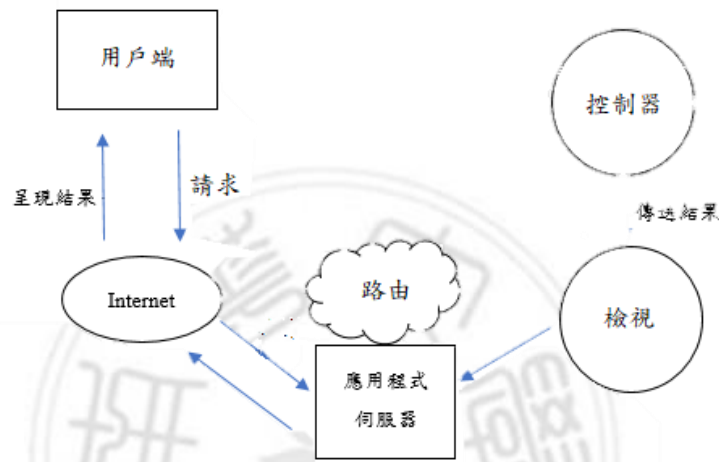 用戶端
控制器
呈現結果
請求
傳送結果
Internet
路由
檢視
應用程式
伺服器